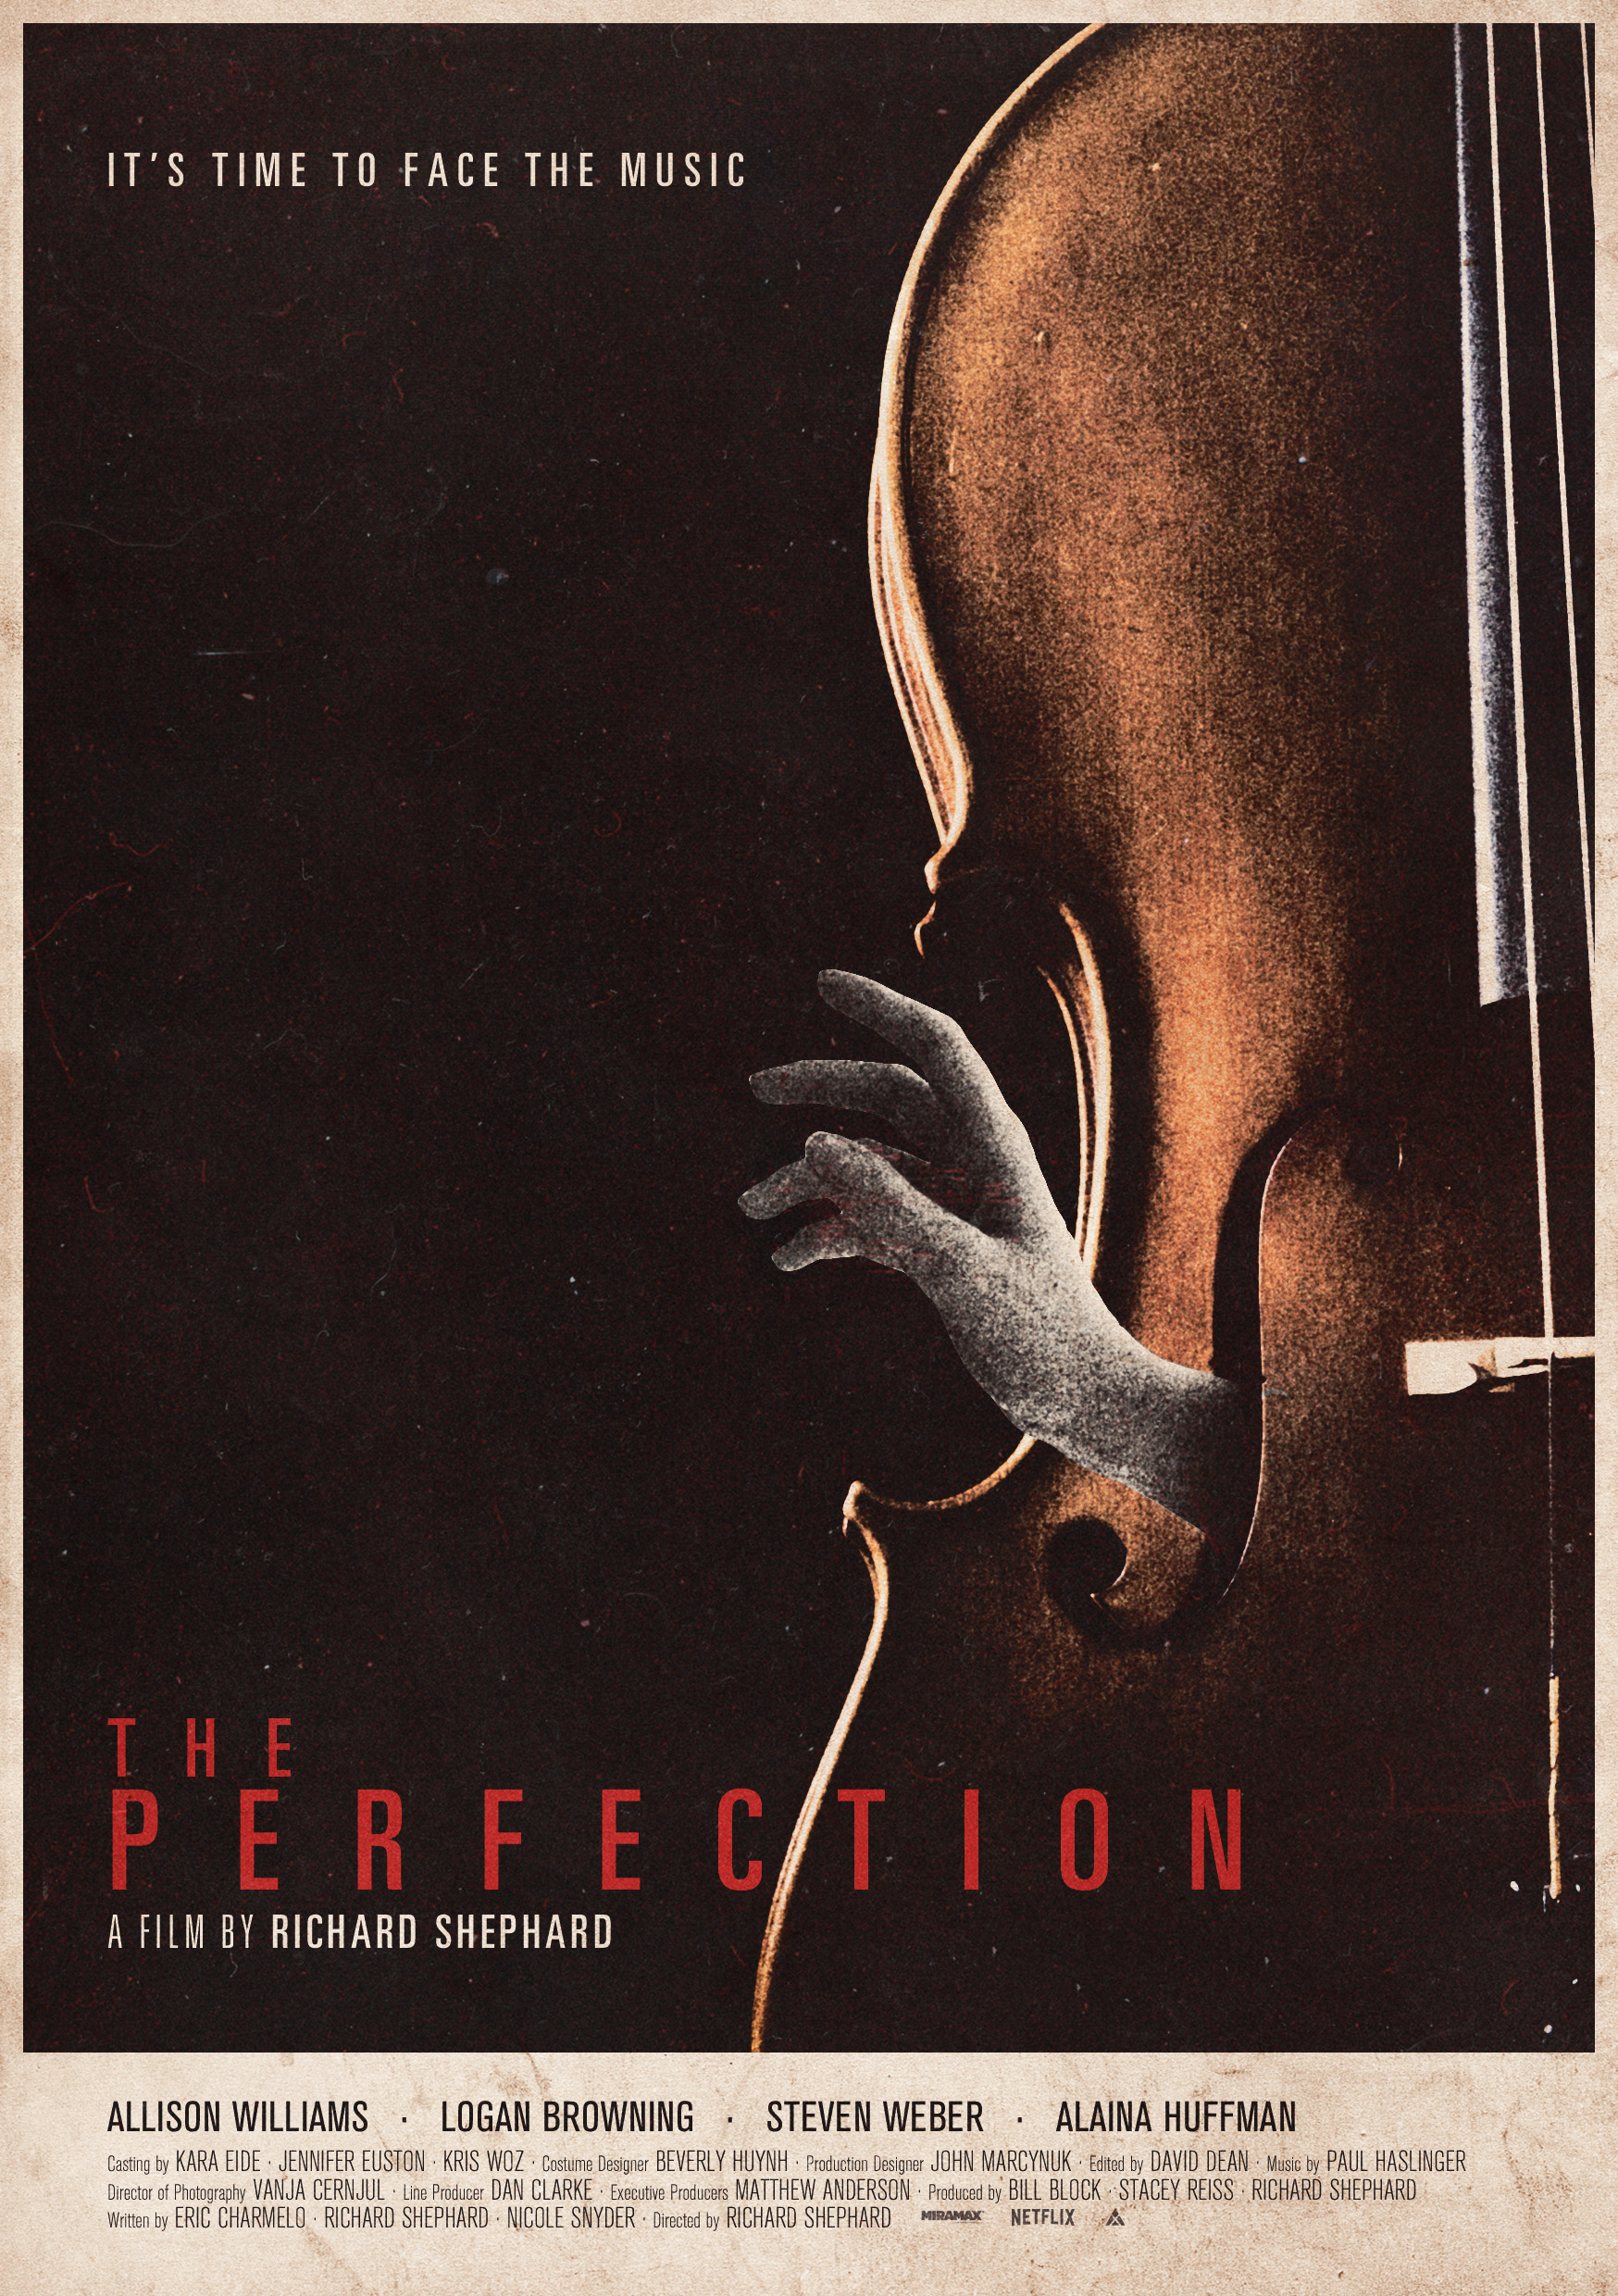 IT'S TIME TO FACE THE MUSIC
THE
PERFECTION
A FILM BY RICHARD SHEPHARD
ALLISON WILLIAMS · LOGAN BROWNING · STEVEN WEBER · ALAINA HUFFMAN
Casting by KARA EIDE · JENNIFER EUSTON · KRIS WOZ · Costume Designer BEVERLY HUYNH · Production Designer JOHN MARCYNUK · Edited by DAVID DEAN · Music by PAUL HASLINGER
Director of Photography VANJA CERNJUL · Line Producer DAN CLARKE · Executive Producers MATTHEW ANDERSON · Produced by BILL BLOCK · STACEY REISS · RICHARD SHEPHARD
Written by ERIC CHARMELO · RICHARD SHEPHARD · NICOLE SNYDER · Directed by RICHARD SHEPHARD MIRAMAX NETFLIX